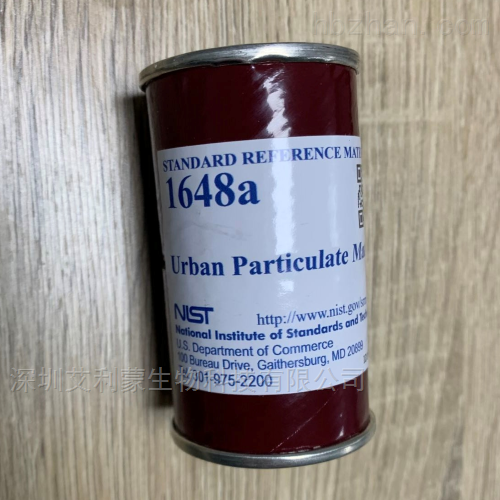 STANDARD REFERENCE MATE
1648a
Urban Particulate Ma
NIST
http://www.nist.gov/srm
National Institute of Standards and Techn
U.S. Department of Commerce
100 Bureau Drive, Gaithersburg, MD 20899
301-975-2200
深圳艾利蒙生物科技有限公司